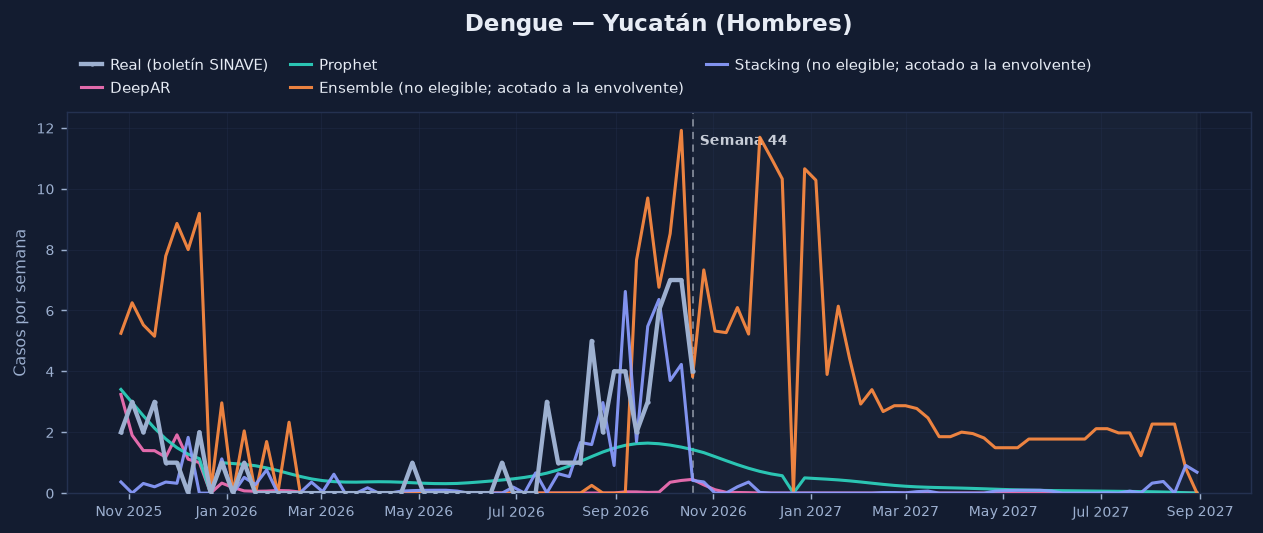 Dengue — Yucatán (Hombres)
Real (boletín SINAVE)
Prophet
Stacking (no elegible; acotado a la envolvente)
DeepAR
Ensemble (no elegible; acotado a la envolvente)
Semana 44
Casos por semana
12
10
8
6
4
2
0
Nov 2025
Jan 2026
Mar 2026
May 2026
Jul 2026
Sep 2026
Nov 2026
Jan 2027
Mar 2027
May 2027
Jul 2027
Sep 2027